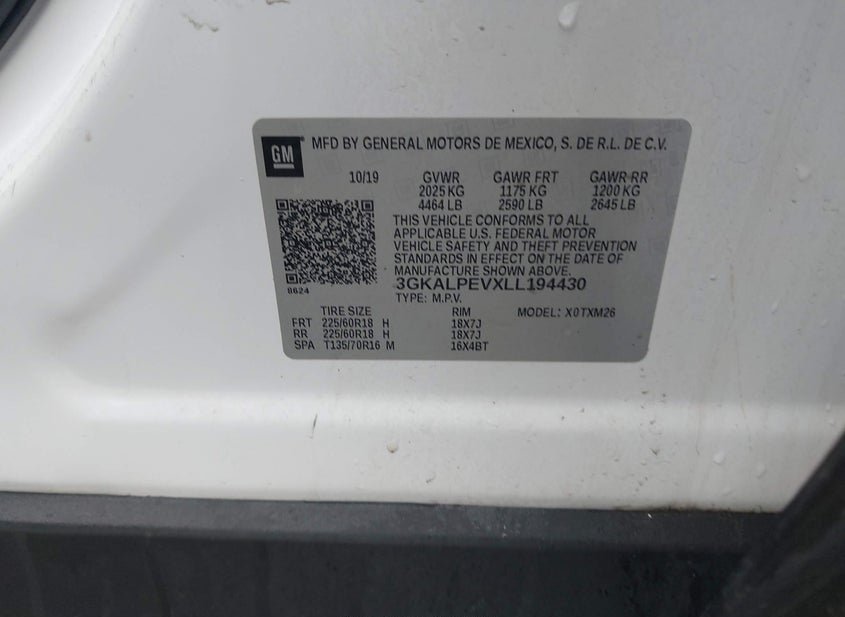 GM MFD BY GENERAL MOTORS DE MEXICO, S. DE R.L. DE C.V.
10/19 GVWR GAWR FRT GAWR RR
2025 KG 1175 KG 1200 KG
4464 LB 2590 LB 2645 LB
THIS VEHICLE CONFORMS TO ALL
APPLICABLE U.S. FEDERAL MOTOR
VEHICLE SAFETY AND THEFT PREVENTION
STANDARDS IN EFFECT ON THE DATE OF
MANUFACTURE SHOWN ABOVE.
8624 3GKALPEVXLL194430
TYPE: M.P.V.
TIRE SIZE RIM MODEL: X0TXM26
FRT 225/60R18 H 18X7J
RR 225/60R18 H 18X7J
SPA T135/70R16 M 16X4BT